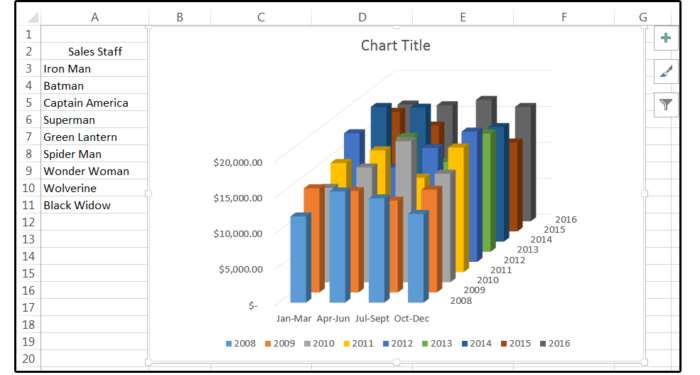 A B C D E F G
1
2 Sales Staff
3 Iron Man
4 Batman
5 Captain America
6 Superman
7 Green Lantern
8 Spider Man
9 Wonder Woman
10 Wolverine
11 Black Widow
12
13
14
15
16
17
18
19
20
Chart Title
$20,000.00
$15,000.00
$10,000.00
$5,000.00
$-
2016
2015
2014
2013
2012
2011
2010
2009
2008
Jan-Mar Apr-Jun Jul-Sept Oct-Dec
2008 2009 2010 2011 2012 2013 2014 2015 2016